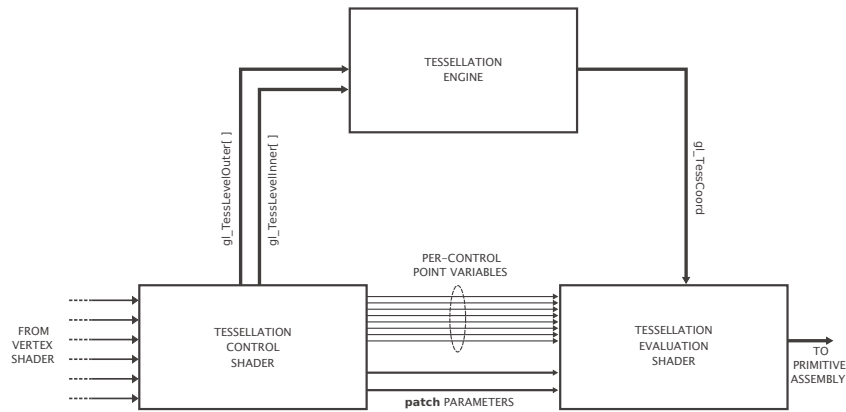 TESSELLATION
ENGINE
gl_TessLevelOuter[ ]
gl_TessLevelInner[ ]
gl_TessCoord
PER-CONTROL
POINT VARIABLES
FROM
VERTEX
SHADER
TESSELLATION
CONTROL
SHADER
TESSELLATION
EVALUATION
SHADER
TO
PRIMITIVE
ASSEMBLY
patch PARAMETERS